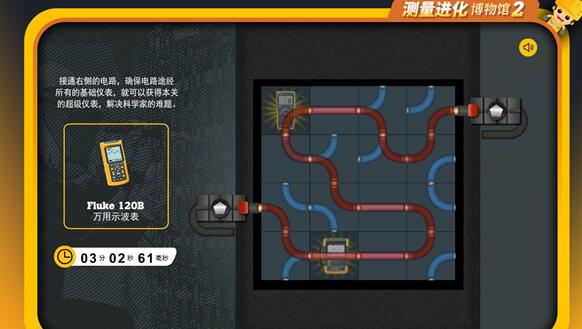 测量进化博物馆2
接通右侧的电路，确保电路途经
所有的基础仪表，就可以获得本关
的超级仪表，解决科学家的难题。
Fluke 120B
万用示波表
03分02秒61毫秒